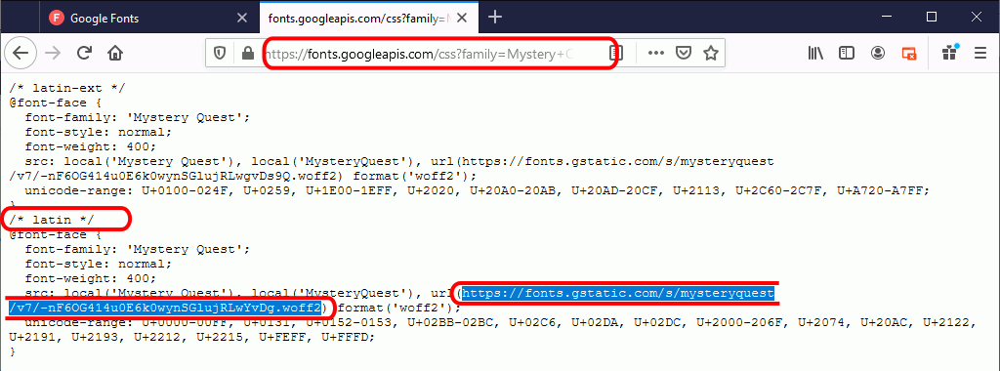 Google Fonts
fonts.googleapis.com/css?family=M
https://fonts.googleapis.com/css?family=Mystery+
/* latin-ext */
@font-face {
font-family: 'Mystery Quest';
font-style: normal;
font-weight: 400;
src: local('Mystery Quest'), local('MysteryQuest'), url(https://fonts.gstatic.com/s/mysteryquest
/v7/-nF6OG414u0E6k0wynSGlujRLwgvDs9Q.woff2) format('woff2');
unicode-range: U+0100-024F, U+0259, U+1E00-1EFF, U+2020, U+20A0-20AB, U+20AD-20CF, U+2113, U+2C60-2C7F, U+A720-A7FF;
}
/* latin */
@font-face {
font-family: 'Mystery Quest';
font-style: normal;
font-weight: 400;
src: local('Mystery Quest'), local('MysteryQuest'), url(https://fonts.gstatic.com/s/mysteryquest
/v7/-nF6OG414u0E6k0wynSGlujRLwYvDg.woff2) format('woff2');
unicode-range: U+0000-00FF, U+0131, U+0152-0153, U+02BB-02BC, U+02C6, U+02DA, U+02DC, U+2000-206F, U+2074, U+20AC, U+2122,
U+2191, U+2193, U+2212, U+2215, U+FEFF, U+FFFD;
}